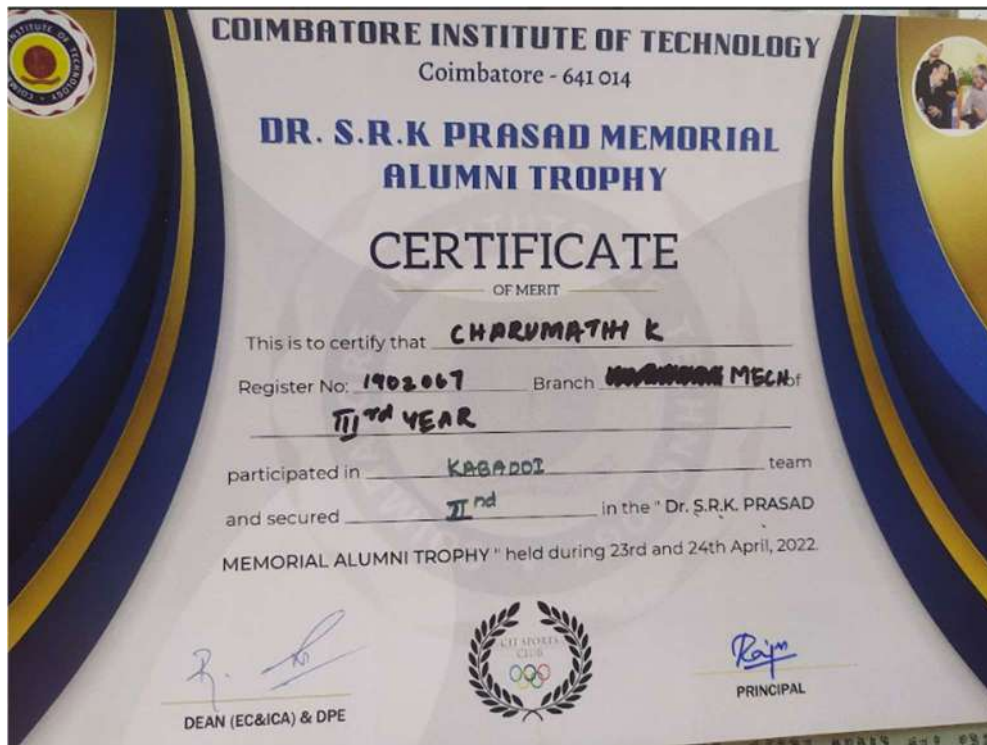 COIMBATORE INSTITUTE OF TECHNOLOGY
Coimbatore - 641 014
DR. S.R.K PRASAD MEMORIAL
ALUMNI TROPHY
CERTIFICATE
OF MERIT
This is to certify that CHARUMATHI K
Register No: 1902067 Branch MECH of
III rd YEAR
participated in KABADDI team
and secured II nd in the " Dr. S.R.K. PRASAD
MEMORIAL ALUMNI TROPHY " held during 23rd and 24th April, 2022.
CIT SPORTS
CLUB
DEAN (EC&ICA) & DPE
PRINCIPAL